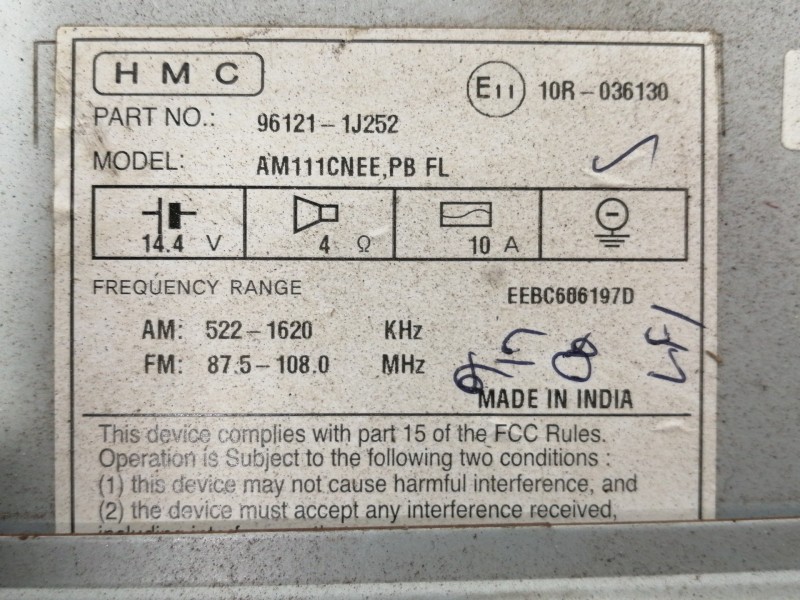 HMC
E11 10R-036130
PART NO.: 96121-1J252
MODEL: AM111CNEE,PB FL
14.4 V 4 Ω 10 A
FREQUENCY RANGE
EEBC606197D
AM: 522-1620 KHz
FM: 87.5-108.0 MHz
MADE IN INDIA
This device complies with part 15 of the FCC Rules.
Operation is Subject to the following two conditions :
(1) this device may not cause harmful interference, and
(2) the device must accept any interference received,